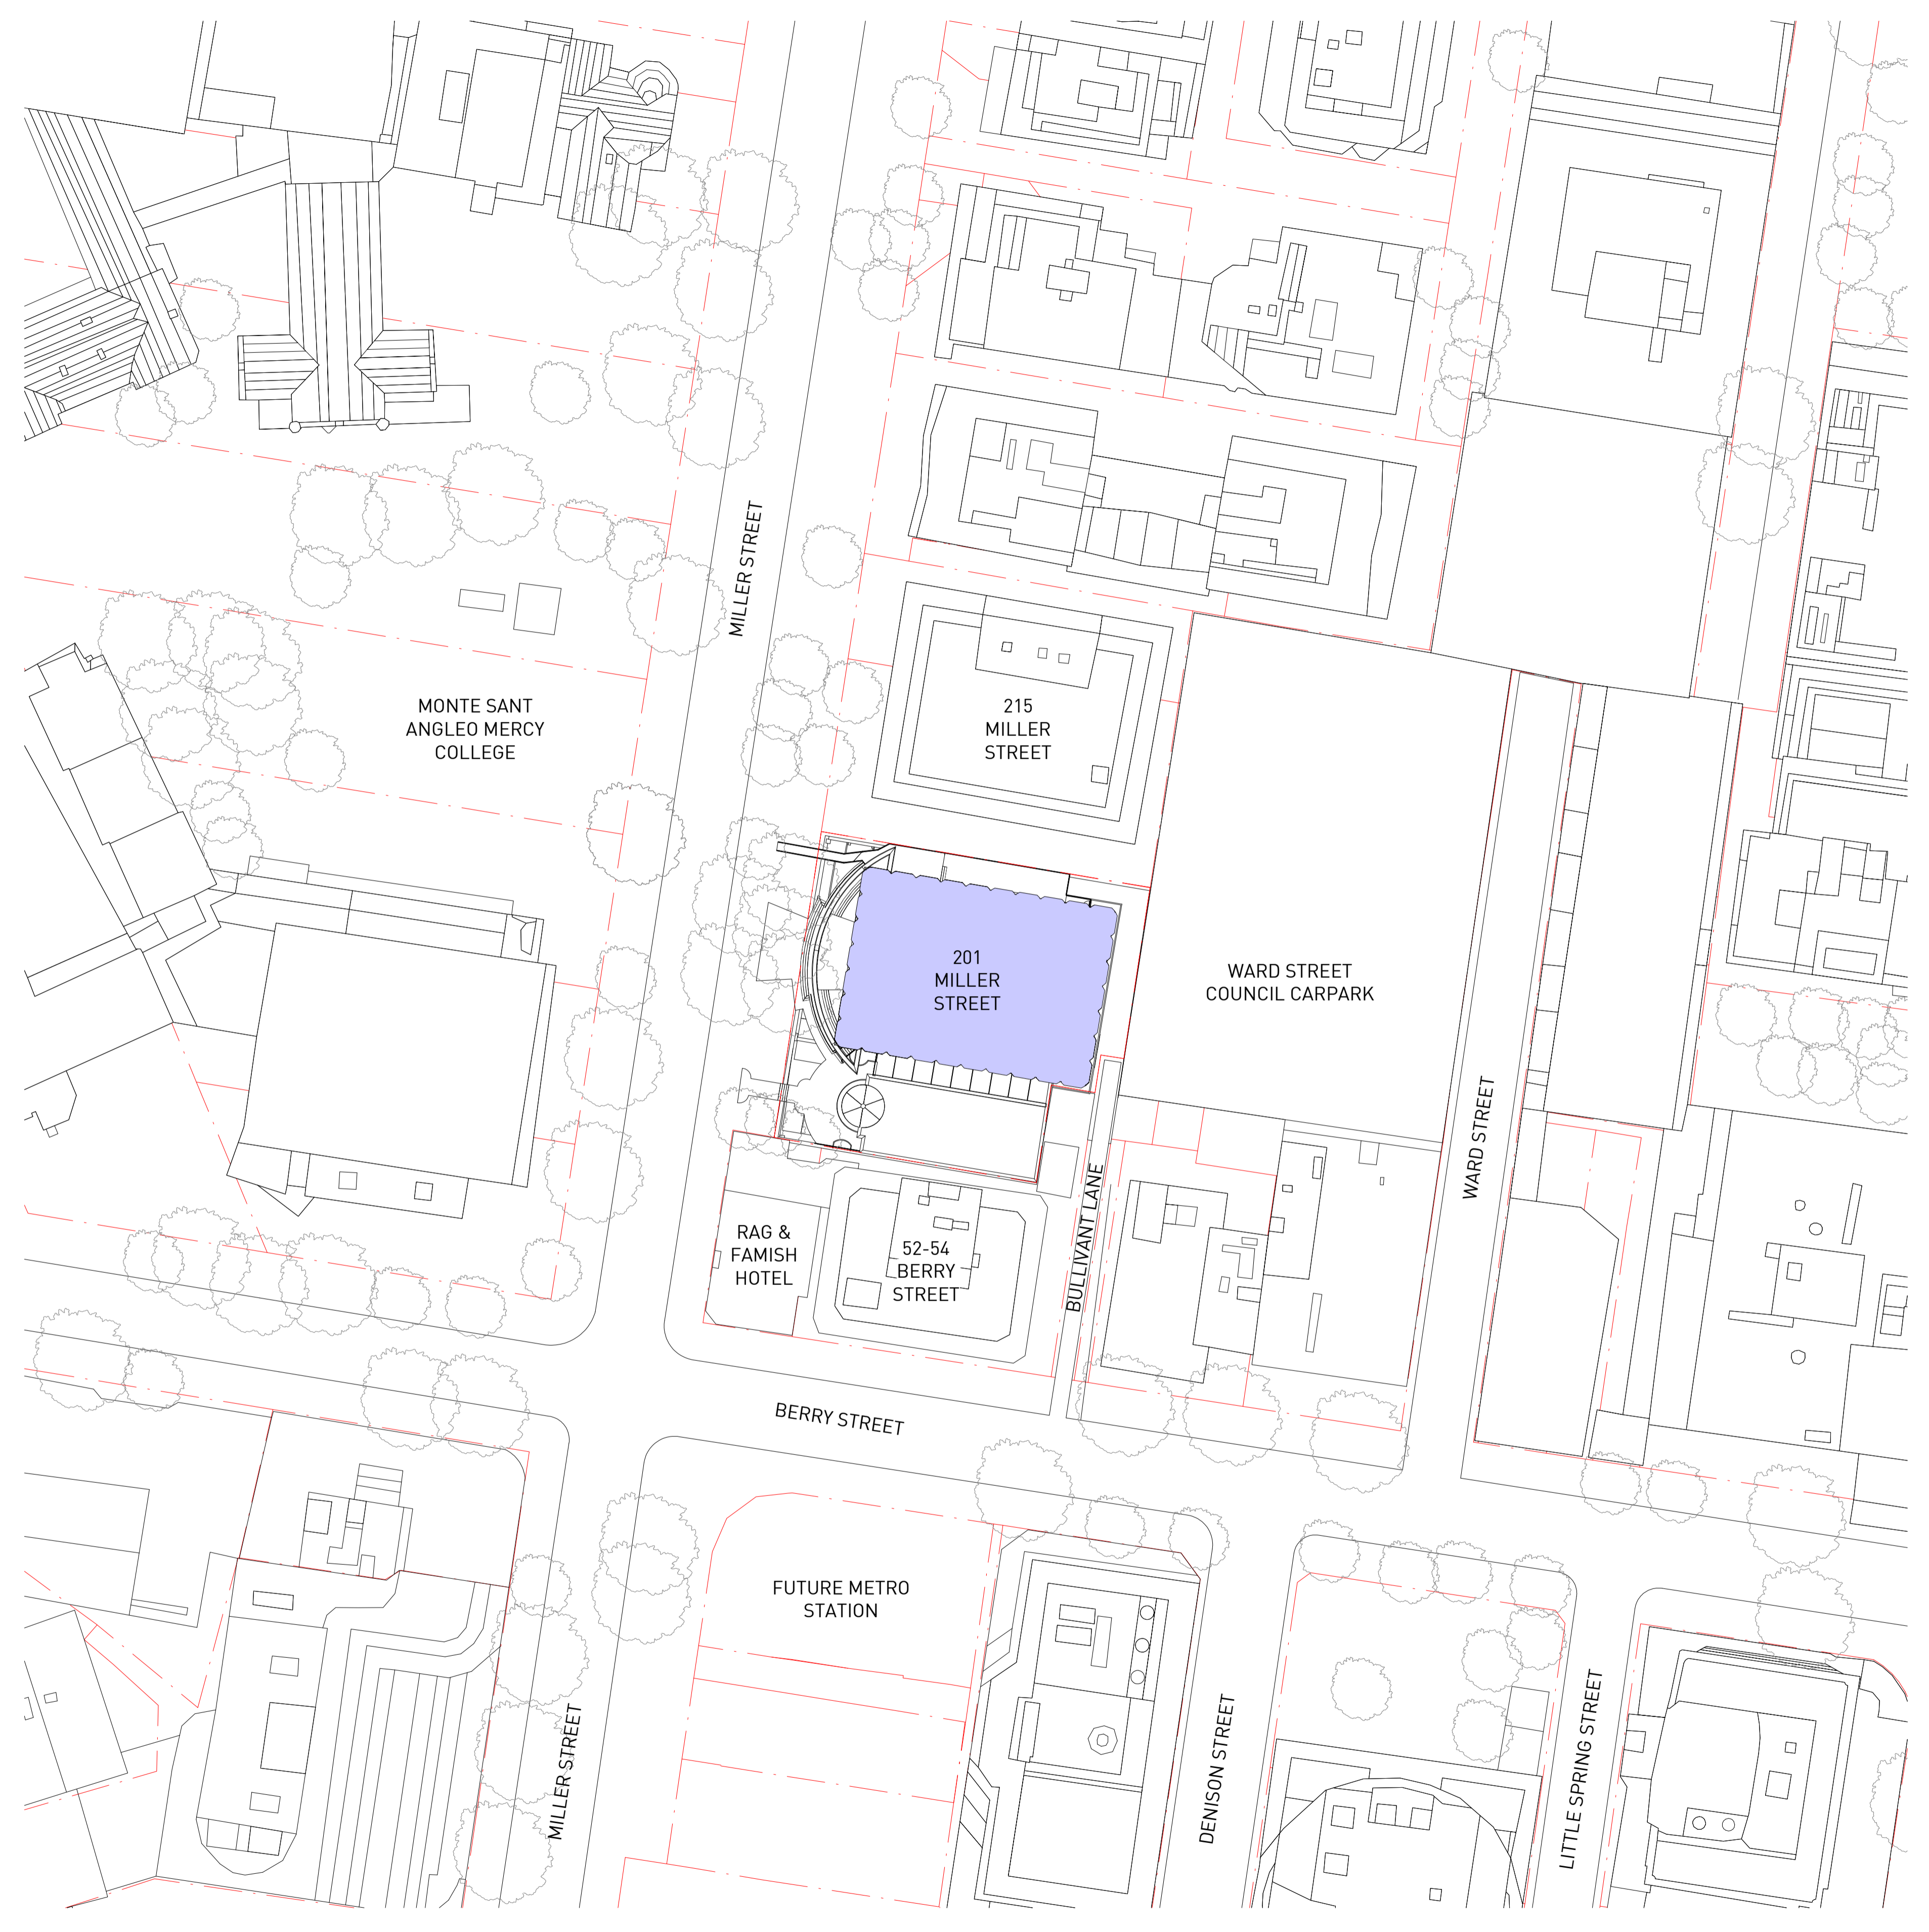 MILLER STREET
MONTE SANT
ANGLEO MERCY
COLLEGE
215
MILLER
STREET
201
MILLER
STREET
WARD STREET
COUNCIL CARPARK
WARD STREET
BULLIVANT LANE
RAG &
FAMISH
HOTEL
52-54
BERRY
STREET
BERRY STREET
FUTURE METRO
STATION
MILLER STREET
DENISON STREET
LITTLE SPRING STREET